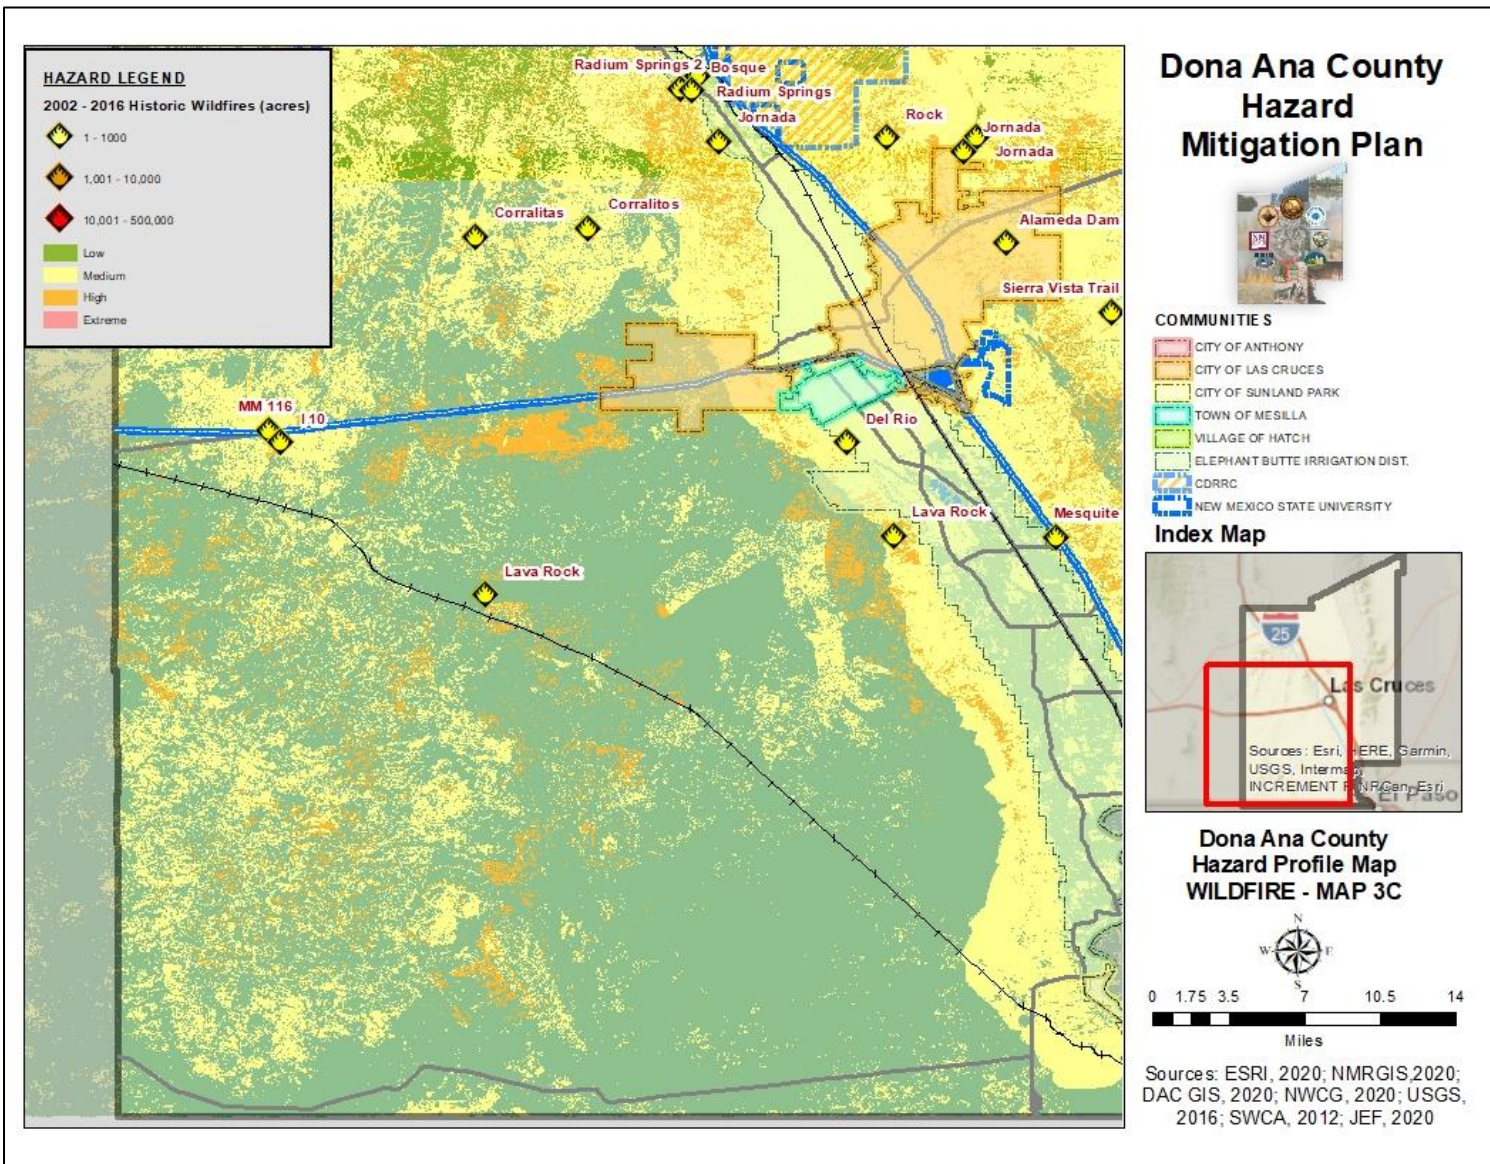 HAZARD LEGEND
2002 - 2016 Historic Wildfires (acres)
1 - 1000
1,001 - 10,000
10,001 - 500,000
Low
Medium
High
Extreme
Radium Springs 2
Bosque
Radium Springs
Jornada
Rock
Jornada
Jornada
Corralitas
Corralitos
Alameda Dam
Sierra Vista Trail
MM 116
I 10
Del Rio
Lava Rock
Mesquite
Lava Rock
Dona Ana County
Hazard
Mitigation Plan
COMMUNITIES
CITY OF ANTHONY
CITY OF LAS CRUCES
CITY OF SUNLAND PARK
TOWN OF MESILLA
VILLAGE OF HATCH
ELEPHANT BUTTE IRRIGATION DIST.
CDRRC
NEW MEXICO STATE UNIVERSITY
Index Map
25
Las Cruces
Sources: Esri, HERE, Garmin,
USGS, Intermap,
INCREMENT P, NRCan, Esri
El Paso
Dona Ana County
Hazard Profile Map
WILDFIRE - MAP 3C
N
W E
S
0 1.75 3.5 7 10.5 14
Miles
Sources: ESRI, 2020; NMRGIS,2020;
DAC GIS, 2020; NWCG, 2020; USGS,
2016; SWCA, 2012; JEF, 2020